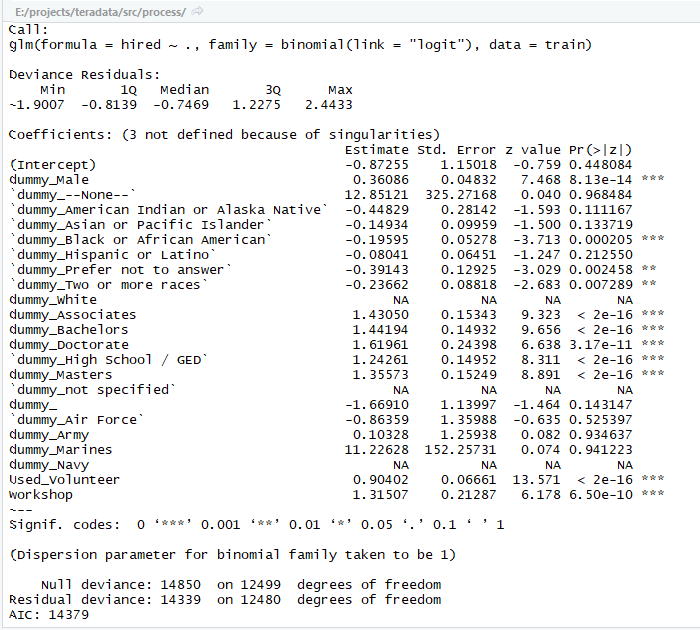 E:/projects/teradata/src/process/
Call:
glm(formula = hired ~ ., family = binomial(link = "logit"), data = train)
Deviance Residuals:
    Min      1Q  Median      3Q     Max
-1.9007 -0.8139 -0.7469  1.2275  2.4433
Coefficients: (3 not defined because of singularities)
Estimate Std. Error z value Pr(>|z|)
(Intercept) -0.87255 1.15018 -0.759 0.448084
dummy_Male 0.36086 0.04832 7.468 8.13e-14 ***
`dummy_--None--` 12.85121 325.27168 0.040 0.968484
`dummy_American Indian or Alaska Native` -0.44829 0.28142 -1.593 0.111167
`dummy_Asian or Pacific Islander` -0.14934 0.09959 -1.500 0.133719
`dummy_Black or African American` -0.19595 0.05278 -3.713 0.000205 ***
`dummy_Hispanic or Latino` -0.08041 0.06451 -1.247 0.212550
`dummy_Prefer not to answer` -0.39143 0.12925 -3.029 0.002458 **
`dummy_Two or more races` -0.23662 0.08818 -2.683 0.007289 **
dummy_White NA NA NA NA
dummy_Associates 1.43050 0.15343 9.323 < 2e-16 ***
dummy_Bachelors 1.44194 0.14932 9.656 < 2e-16 ***
dummy_Doctorate 1.61961 0.24398 6.638 3.17e-11 ***
`dummy_High School / GED` 1.24261 0.14952 8.311 < 2e-16 ***
dummy_Masters 1.35573 0.15249 8.891 < 2e-16 ***
`dummy_not specified` NA NA NA NA
dummy_ -1.66910 1.13997 -1.464 0.143147
`dummy_Air Force` -0.86359 1.35988 -0.635 0.525397
dummy_Army 0.10328 1.25938 0.082 0.934637
dummy_Marines 11.22628 152.25731 0.074 0.941223
dummy_Navy NA NA NA NA
Used_Volunteer 0.90402 0.06661 13.571 < 2e-16 ***
Workshop 1.31507 0.21287 6.178 6.50e-10 ***
---
Signif. codes:  0 ‘***’ 0.001 ‘**’ 0.01 ‘*’ 0.05 ‘.’ 0.1 ‘ ’ 1
(Dispersion parameter for binomial family taken to be 1)
Null deviance: 14850  on 12499  degrees of freedom
Residual deviance: 14339  on 12480  degrees of freedom
AIC: 14379